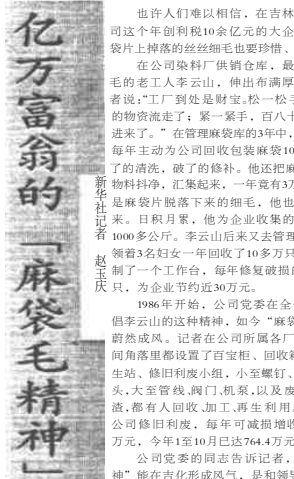 亿万富翁的「麻袋毛精神」
新华社记者 赵玉庆
也许人们难以相信，在吉林
司这个年创利税10余亿元的大企
袋片上掉落的丝丝细毛也要珍惜、
在公司染料厂供销仓库，最
毛的老工人李云山，伸出布满厚
者说：“工厂到处是财宝。松一松手
的物资流走了；紧一紧手，百八十
进来了。”在管理麻袋库的3年中，
每年主动为公司回收包装麻袋10
了的清洗，破了的修补。他还把麻
物料抖净，汇集起来，一年竟有3万
是麻袋片脱落下来的细毛，他也
来。日积月累，他为企业收集的
1000多公斤。李云山后来又去管理
领着3名妇女一年回收了10多万只
制了一个工作台，每年修复破损的
只，为企业节约近30万元。
1986年开始，公司党委在全
倡李云山的这种精神，如今“麻袋
蔚然成风。记者在公司所属各厂
间角落里都设置了百宝柜、回收箱
生站、修旧利废小组，小至螺钉、
头，大至管线、阀门、机泵，以及废
渣，都有人回收、加工、再生利用。
公司修旧利废，每年可减损增收
万元，今年1至10月已达764.4万元
公司党委的同志告诉记者，
神”能在吉化形成风气，是和领导